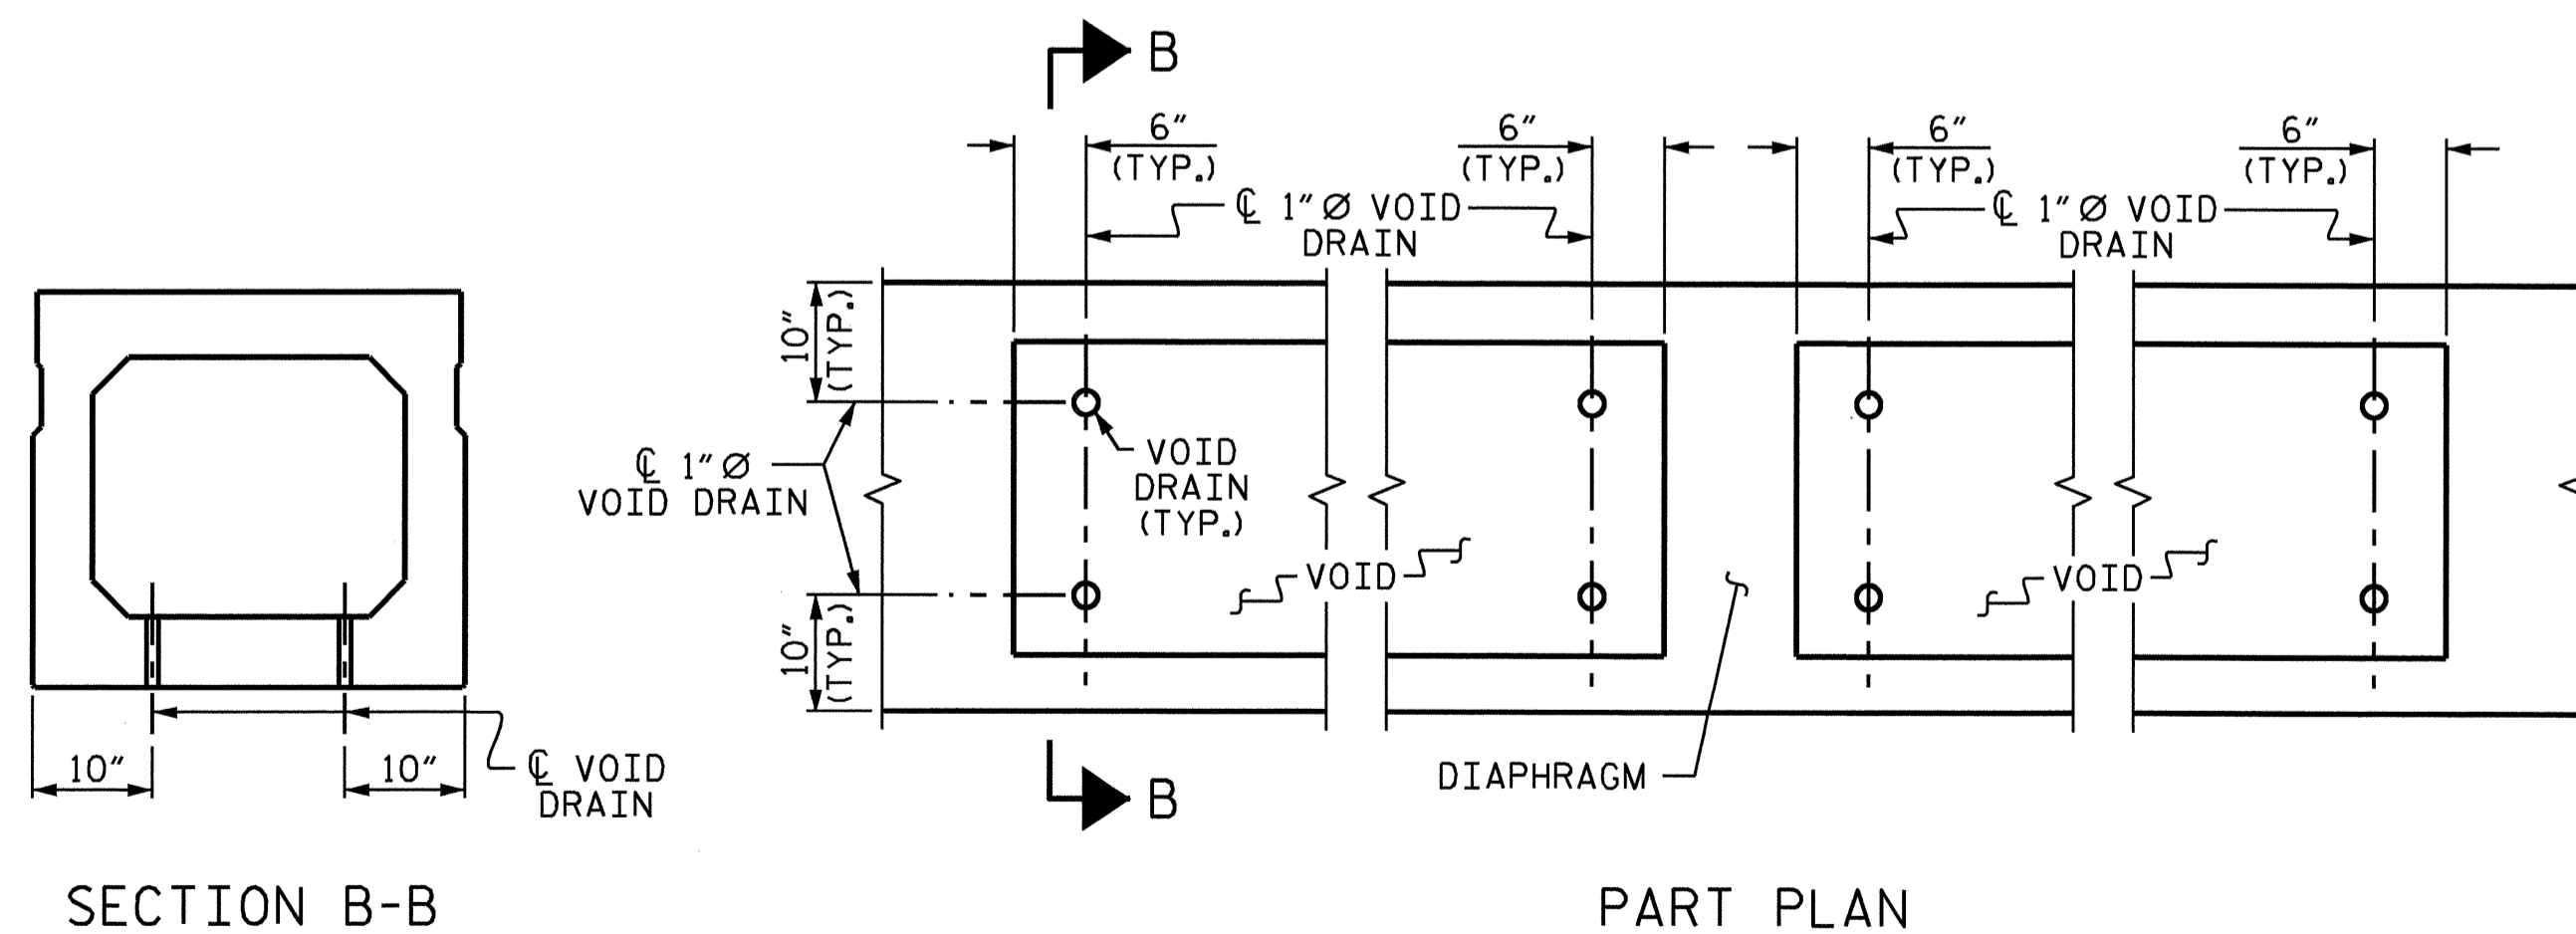 B
6"
(TYP.)
6"
(TYP.)
6"
(TYP.)
6"
(TYP.)
℄ 1"Ø VOID
DRAIN
℄ 1"Ø VOID
DRAIN
10"
(TYP.)
℄ 1"Ø
VOID DRAIN
VOID
DRAIN
(TYP.)
VOID
VOID
10"
(TYP.)
10"
10"
℄ VOID
DRAIN
DIAPHRAGM
B
SECTION B-B
PART PLAN